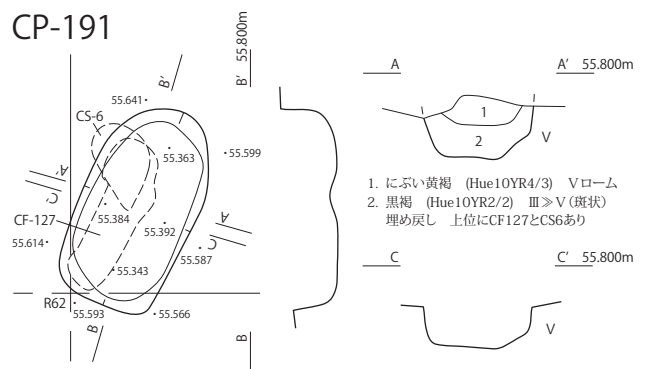 CP-191
55.800m
B′
B′
A
A′ 55.800m
55.641
CS-6
1
55.363
55.599
2
V
A′
C′
1. にぶい黄褐 (Hue10YR4/3) Vローム
2. 黒褐 (Hue10YR2/2) Ⅲ≫V(斑状)
埋め戻し 上位にCF127とCS6あり
55.384
CF-127
55.392
A
C
55.614
55.587
C
C′ 55.800m
55.343
R62
55.593
55.566
B
B
V